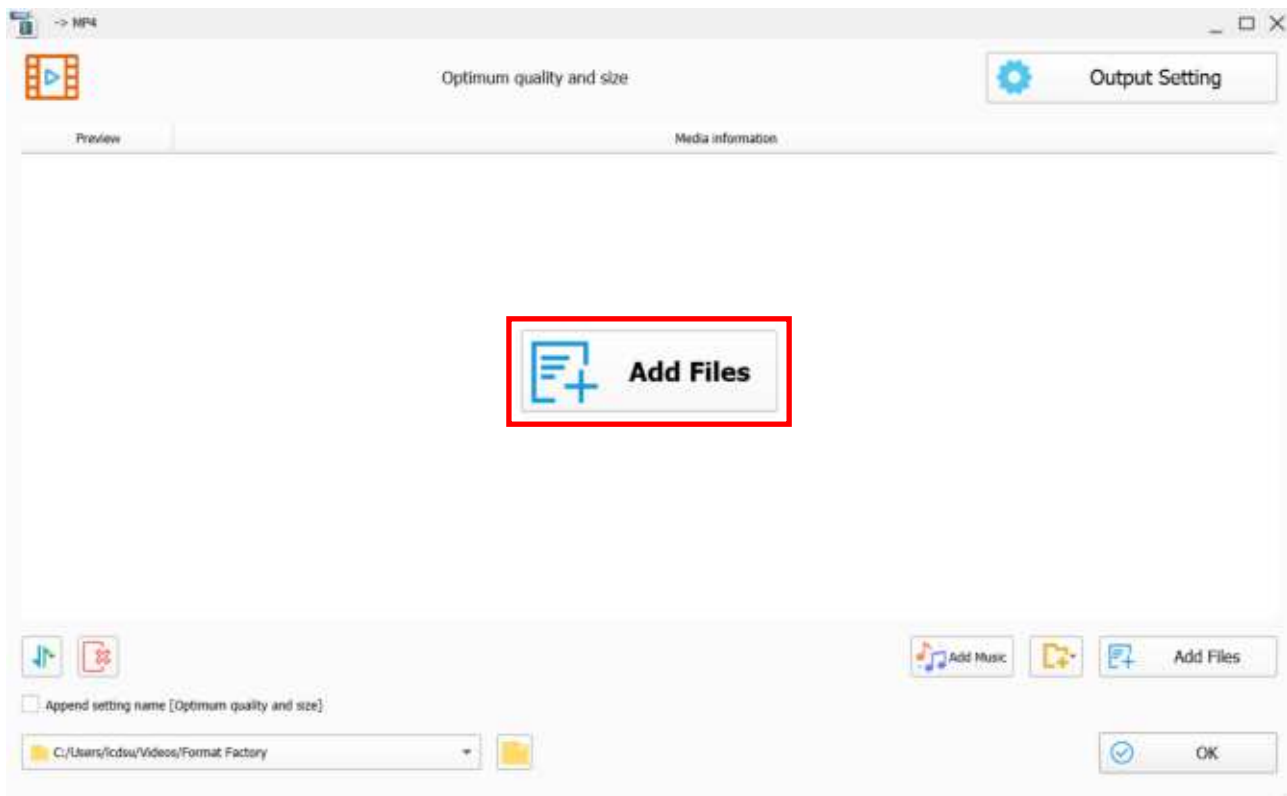 -> MP4
Optimum quality and size
Output Setting
Preview
Media information
Add Files
Add Music
Add Files
Append setting name [Optimum quality and size]
C:/Users/lcdsu/Videos/Format Factory
OK